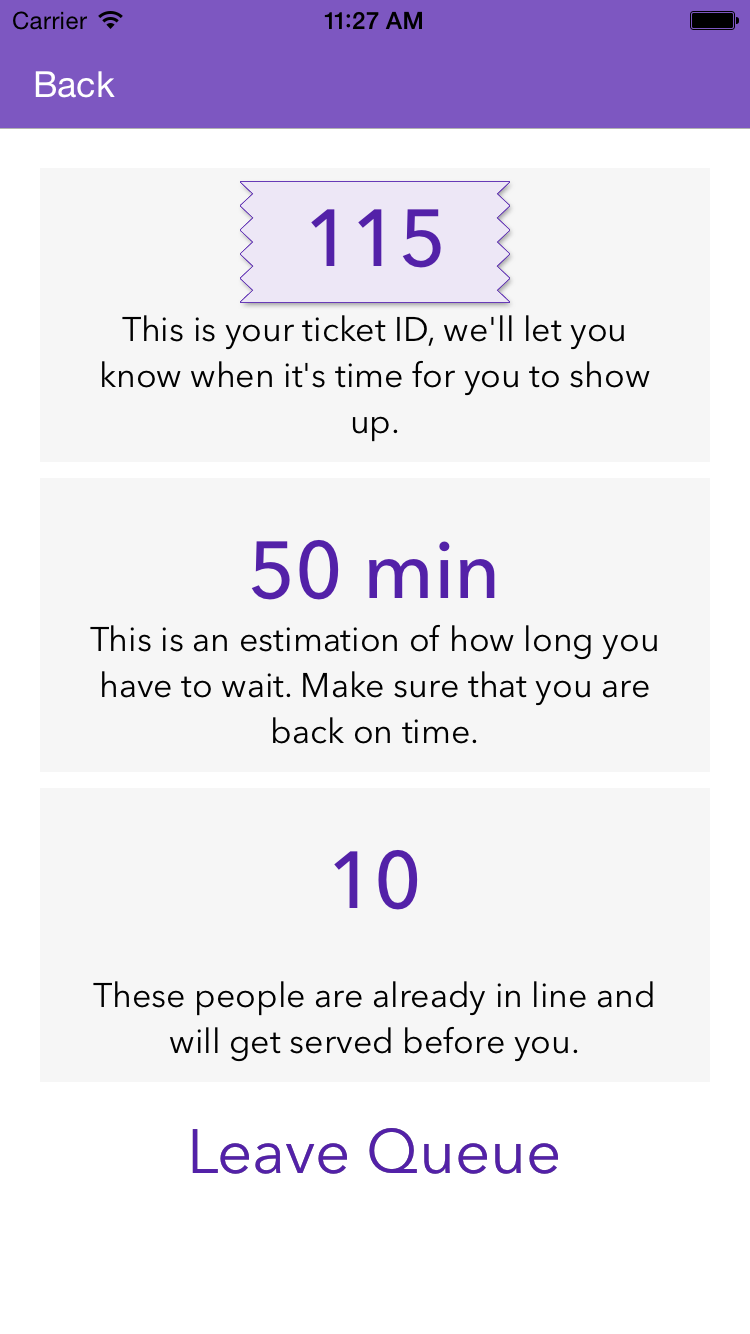 Carrier 11:27 AM
Back
115
This is your ticket ID, we'll let you
know when it's time for you to show
up.
50 min
This is an estimation of how long you
have to wait. Make sure that you are
back on time.
10
These people are already in line and
will get served before you.
Leave Queue